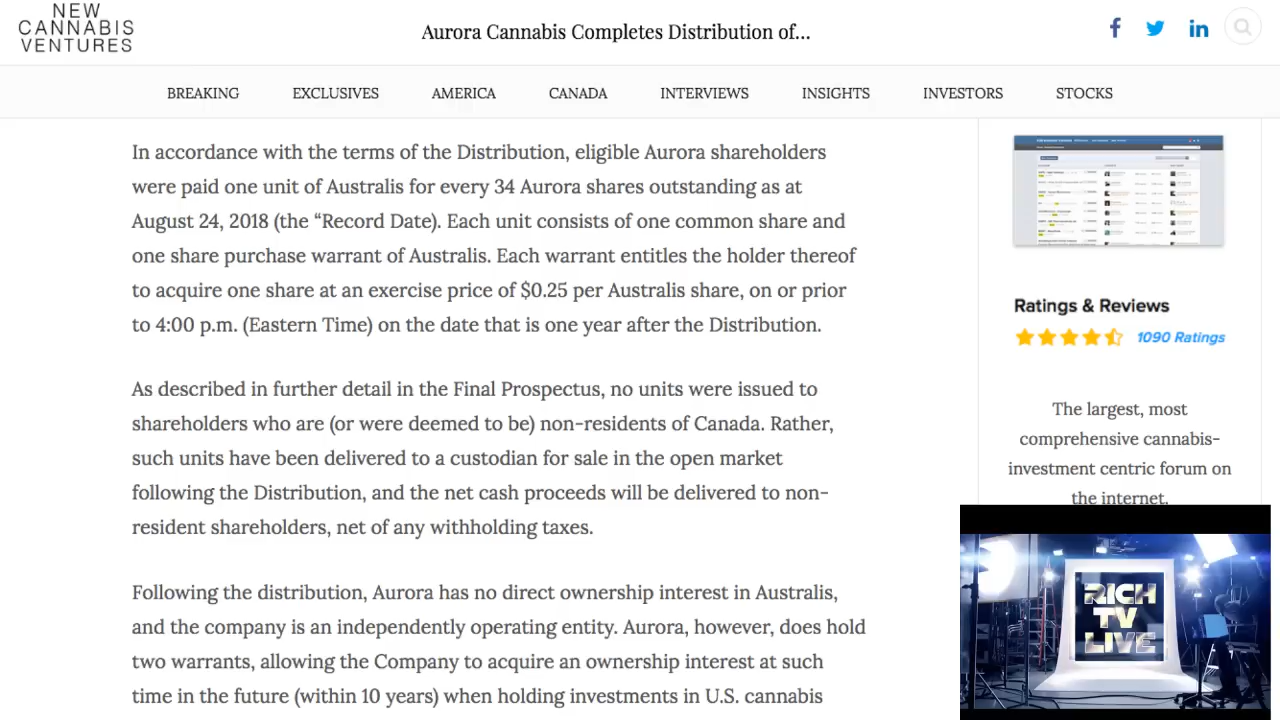 NEW
CANNABIS
VENTURES
Aurora Cannabis Completes Distribution of...
BREAKING EXCLUSIVES AMERICA CANADA INTERVIEWS INSIGHTS INVESTORS STOCKS
In accordance with the terms of the Distribution, eligible Aurora shareholders
were paid one unit of Australis for every 34 Aurora shares outstanding as at
August 24, 2018 (the “Record Date). Each unit consists of one common share and
one share purchase warrant of Australis. Each warrant entitles the holder thereof
to acquire one share at an exercise price of $0.25 per Australis share, on or prior
to 4:00 p.m. (Eastern Time) on the date that is one year after the Distribution.
As described in further detail in the Final Prospectus, no units were issued to
shareholders who are (or were deemed to be) non-residents of Canada. Rather,
such units have been delivered to a custodian for sale in the open market
following the Distribution, and the net cash proceeds will be delivered to non-
resident shareholders, net of any withholding taxes.
Following the distribution, Aurora has no direct ownership interest in Australis,
and the company is an independently operating entity. Aurora, however, does hold
two warrants, allowing the Company to acquire an ownership interest at such
time in the future (within 10 years) when holding investments in U.S. cannabis
Ratings & Reviews
1090 Ratings
The largest, most
comprehensive cannabis-
investment centric forum on
the internet.
RICH
TV
LIVE